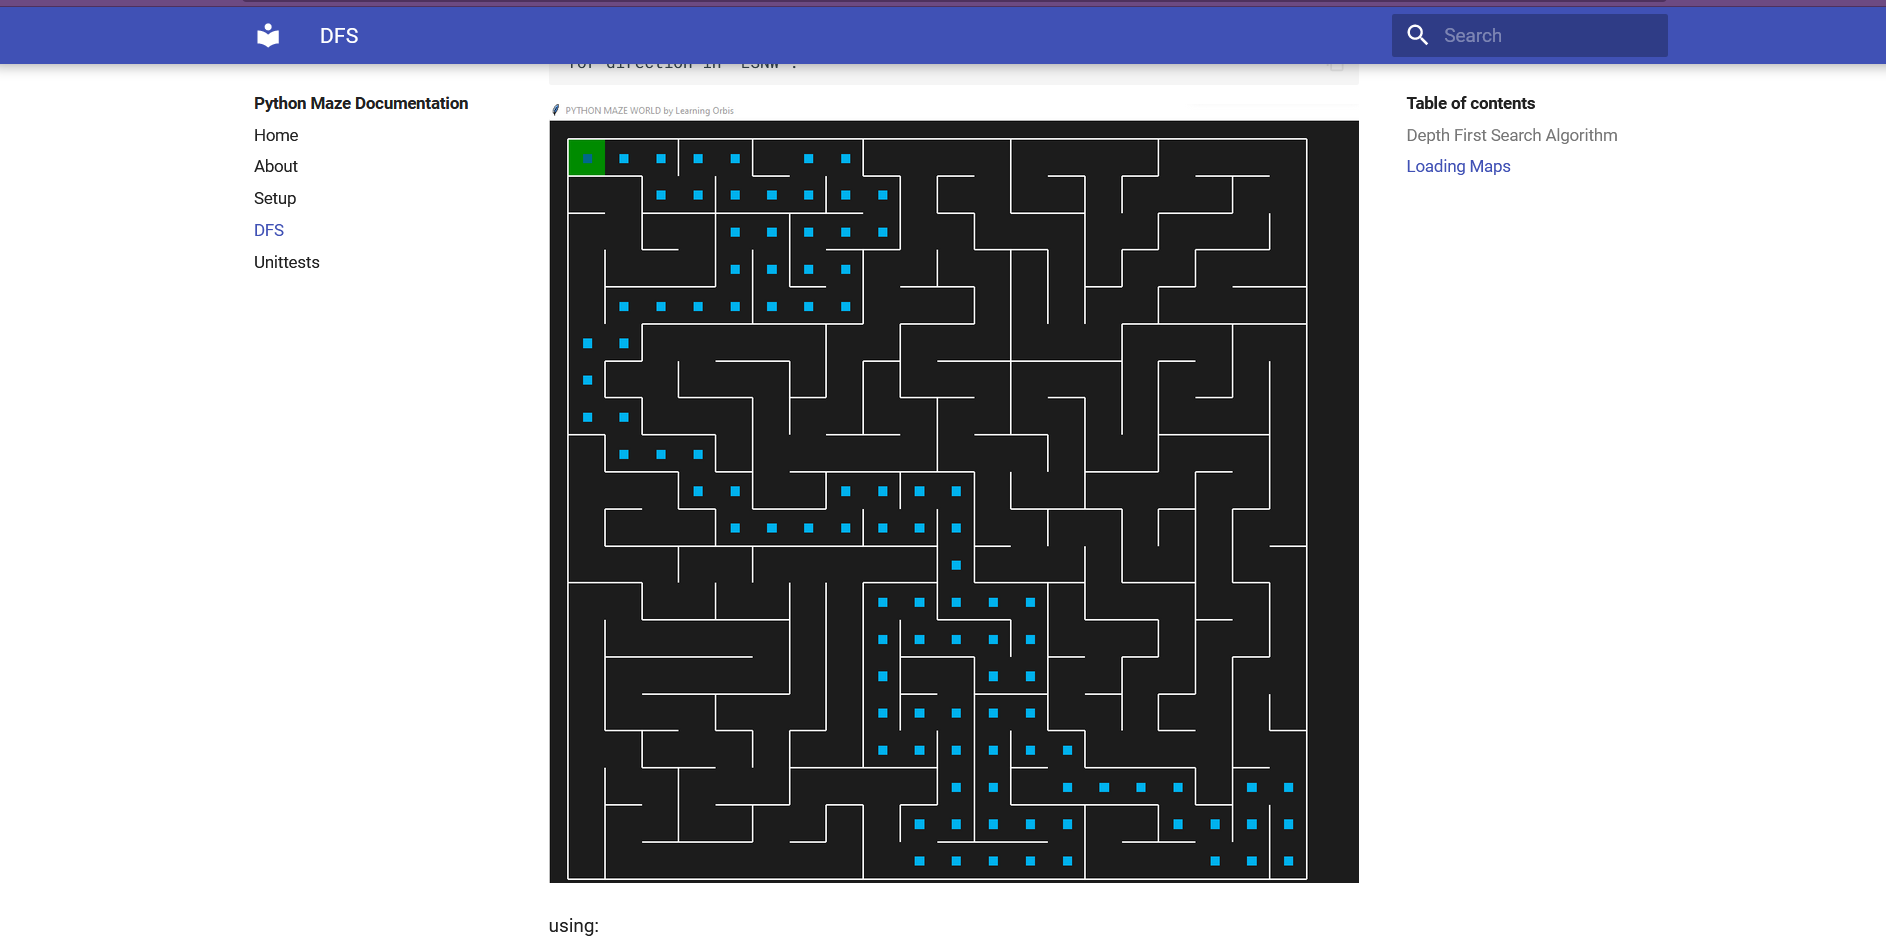 DFS
Search
for direction in 'ESNW':
Python Maze Documentation
Home
About
Setup
DFS
Unittests
PYTHON MAZE WORLD by Learning Orbis
using:
Table of contents
Depth First Search Algorithm
Loading Maps